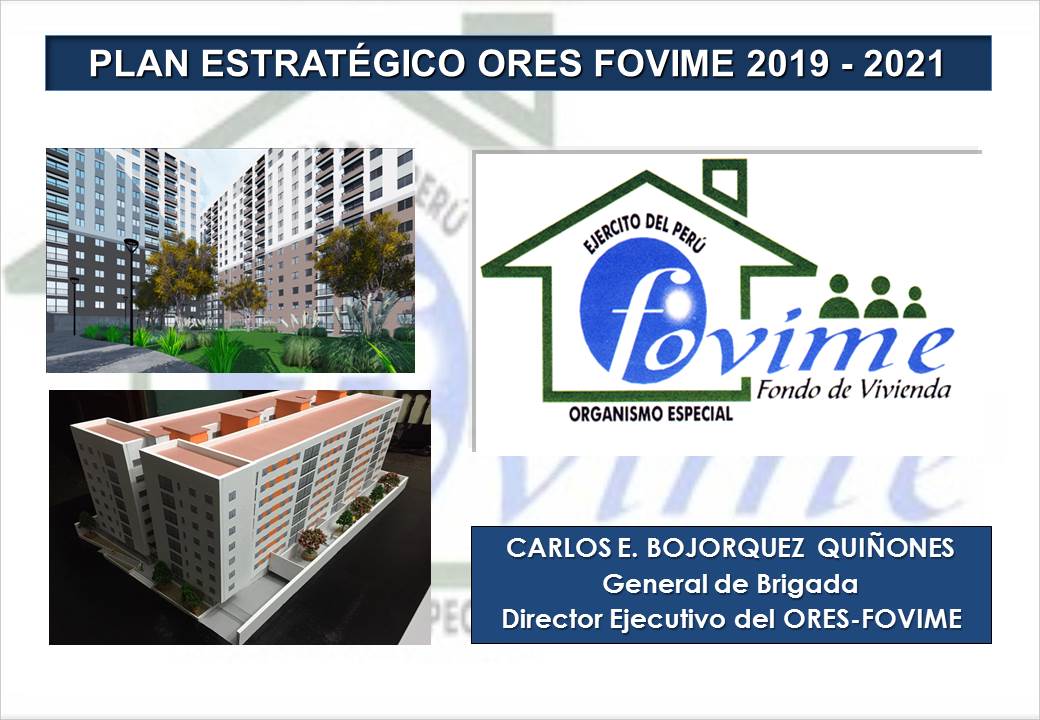 PLAN ESTRATÉGICO ORES FOVIME 2019 - 2021
EJERCITO DEL PERÚ
fovime
Fondo de Vivienda
ORGANISMO ESPECIAL
CARLOS E. BOJORQUEZ QUIÑONES
General de Brigada
Director Ejecutivo del ORES-FOVIME